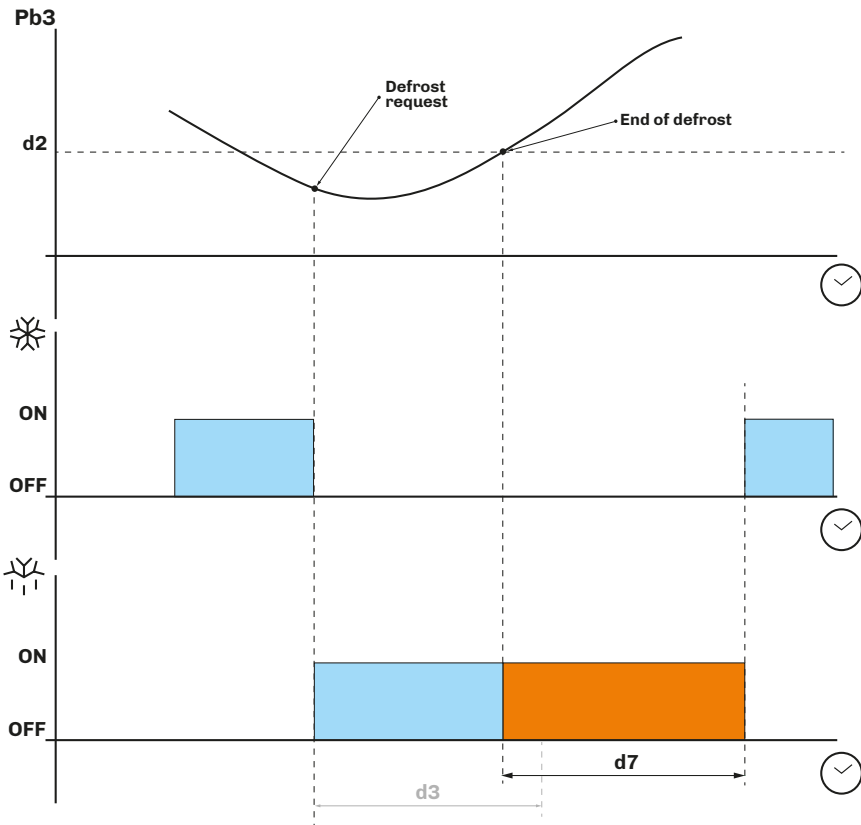 Pb3
Defrost
request
End of defrost
d2
ON
OFF
ON
OFF
d7
d3